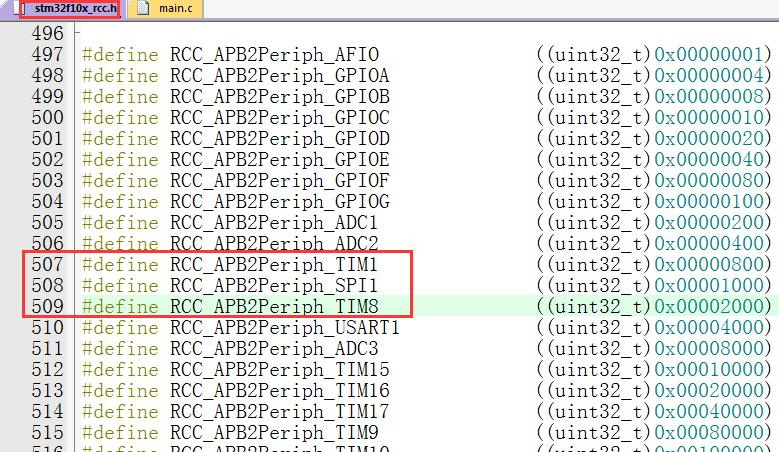 stm32f10x_rcc.h main.c
496
497 #define RCC_APB2Periph_AFIO ((uint32_t)0x00000001)
498 #define RCC_APB2Periph_GPIOA ((uint32_t)0x00000004)
499 #define RCC_APB2Periph_GPIOB ((uint32_t)0x00000008)
500 #define RCC_APB2Periph_GPIOC ((uint32_t)0x00000010)
501 #define RCC_APB2Periph_GPIOD ((uint32_t)0x00000020)
502 #define RCC_APB2Periph_GPIOE ((uint32_t)0x00000040)
503 #define RCC_APB2Periph_GPIOF ((uint32_t)0x00000080)
504 #define RCC_APB2Periph_GPIOG ((uint32_t)0x00000100)
505 #define RCC_APB2Periph_ADC1 ((uint32_t)0x00000200)
506 #define RCC_APB2Periph_ADC2 ((uint32_t)0x00000400)
507 #define RCC_APB2Periph_TIM1 ((uint32_t)0x00000800)
508 #define RCC_APB2Periph_SPI1 ((uint32_t)0x00001000)
509 #define RCC_APB2Periph_TIM8 ((uint32_t)0x00002000)
510 #define RCC_APB2Periph_USART1 ((uint32_t)0x00004000)
511 #define RCC_APB2Periph_ADC3 ((uint32_t)0x00008000)
512 #define RCC_APB2Periph_TIM15 ((uint32_t)0x00010000)
513 #define RCC_APB2Periph_TIM16 ((uint32_t)0x00020000)
514 #define RCC_APB2Periph_TIM17 ((uint32_t)0x00040000)
515 #define RCC_APB2Periph_TIM9 ((uint32_t)0x00080000)